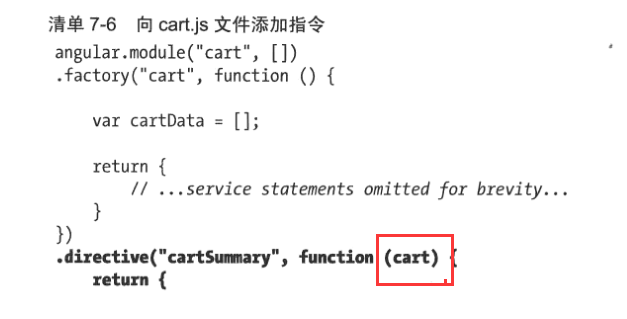 清单 7-6 向 cart.js 文件添加指令
angular.module("cart", [])
.factory("cart", function () {
var cartData = [];
return {
// ...service statements omitted for brevity...
}
})
.directive("cartSummary", function (cart) {
return {